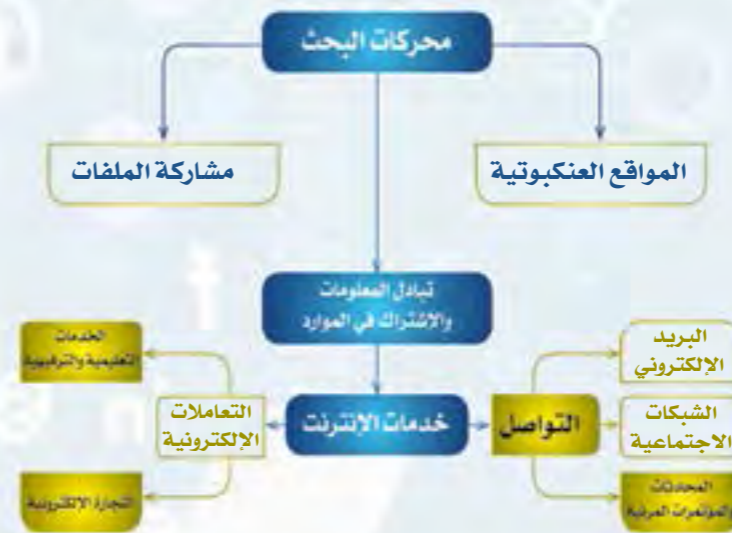 محركات البحث
المواقع العنكبوتية
مشاركة الملفات
تبادل المعلومات
والاشتراك في الموارد
البريد
الإلكتروني
الخدمات
التعليمية والترفيهية
الشبكات
الاجتماعية
التواصل
خدمات الإنترنت
التعاملات
الإلكترونية
المحادثات
والمؤتمرات المرئية
التجارة الالكترونية